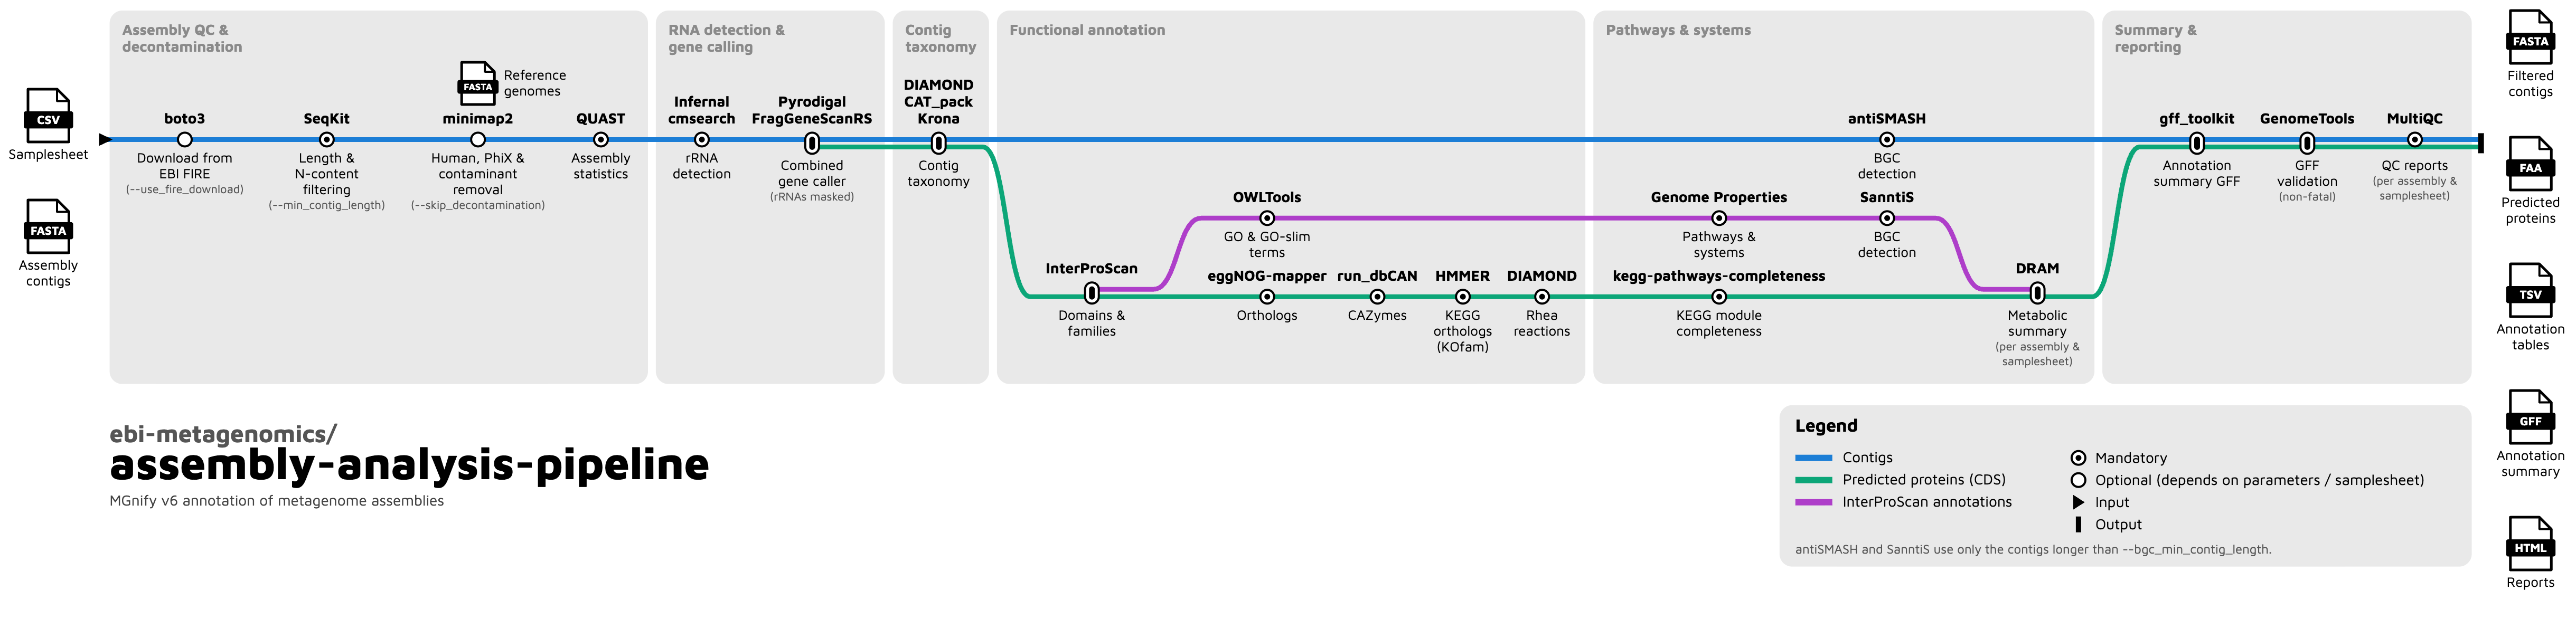 Assembly QC &
decontamination
RNA detection &
gene calling
Contig
taxonomy
Functional annotation
Pathways & systems
Summary &
reporting
CSV
Samplesheet
FASTA
Assembly
contigs
boto3
Download from
EBI FIRE
(--use_fire_download)
SeqKit
Length &
N-content
filtering
(--min_contig_length)
FASTA
Reference
genomes
minimap2
Human, PhiX &
contaminant
removal
(--skip_decontamination)
QUAST
Assembly
statistics
Infernal
cmsearch
rRNA
detection
Pyrodigal
FragGeneScanRS
Combined
gene caller
(rRNAs masked)
DIAMOND
CAT_pack
Krona
Contig
taxonomy
InterProScan
Domains &
families
OWLTools
GO & GO-slim
terms
eggNOG-mapper
Orthologs
run_dbCAN
CAZymes
HMMER
KEGG
orthologs
(KOfam)
DIAMOND
Rhea
reactions
antiSMASH
BGC
detection
Genome Properties
Pathways &
systems
SanntiS
BGC
detection
kegg-pathways-completeness
KEGG module
completeness
DRAM
Metabolic
summary
(per assembly &
samplesheet)
gff_toolkit
Annotation
summary GFF
GenomeTools
GFF
validation
(non-fatal)
MultiQC
QC reports
(per assembly &
samplesheet)
FASTA
Filtered
contigs
FAA
Predicted
proteins
TSV
Annotation
tables
GFF
Annotation
summary
HTML
Reports
ebi-metagenomics/
assembly-analysis-pipeline
MGnify v6 annotation of metagenome assemblies
Legend
Contigs
Predicted proteins (CDS)
InterProScan annotations
Mandatory
Optional (depends on parameters / samplesheet)
Input
Output
antiSMASH and SanntiS use only the contigs longer than --bgc_min_contig_length.